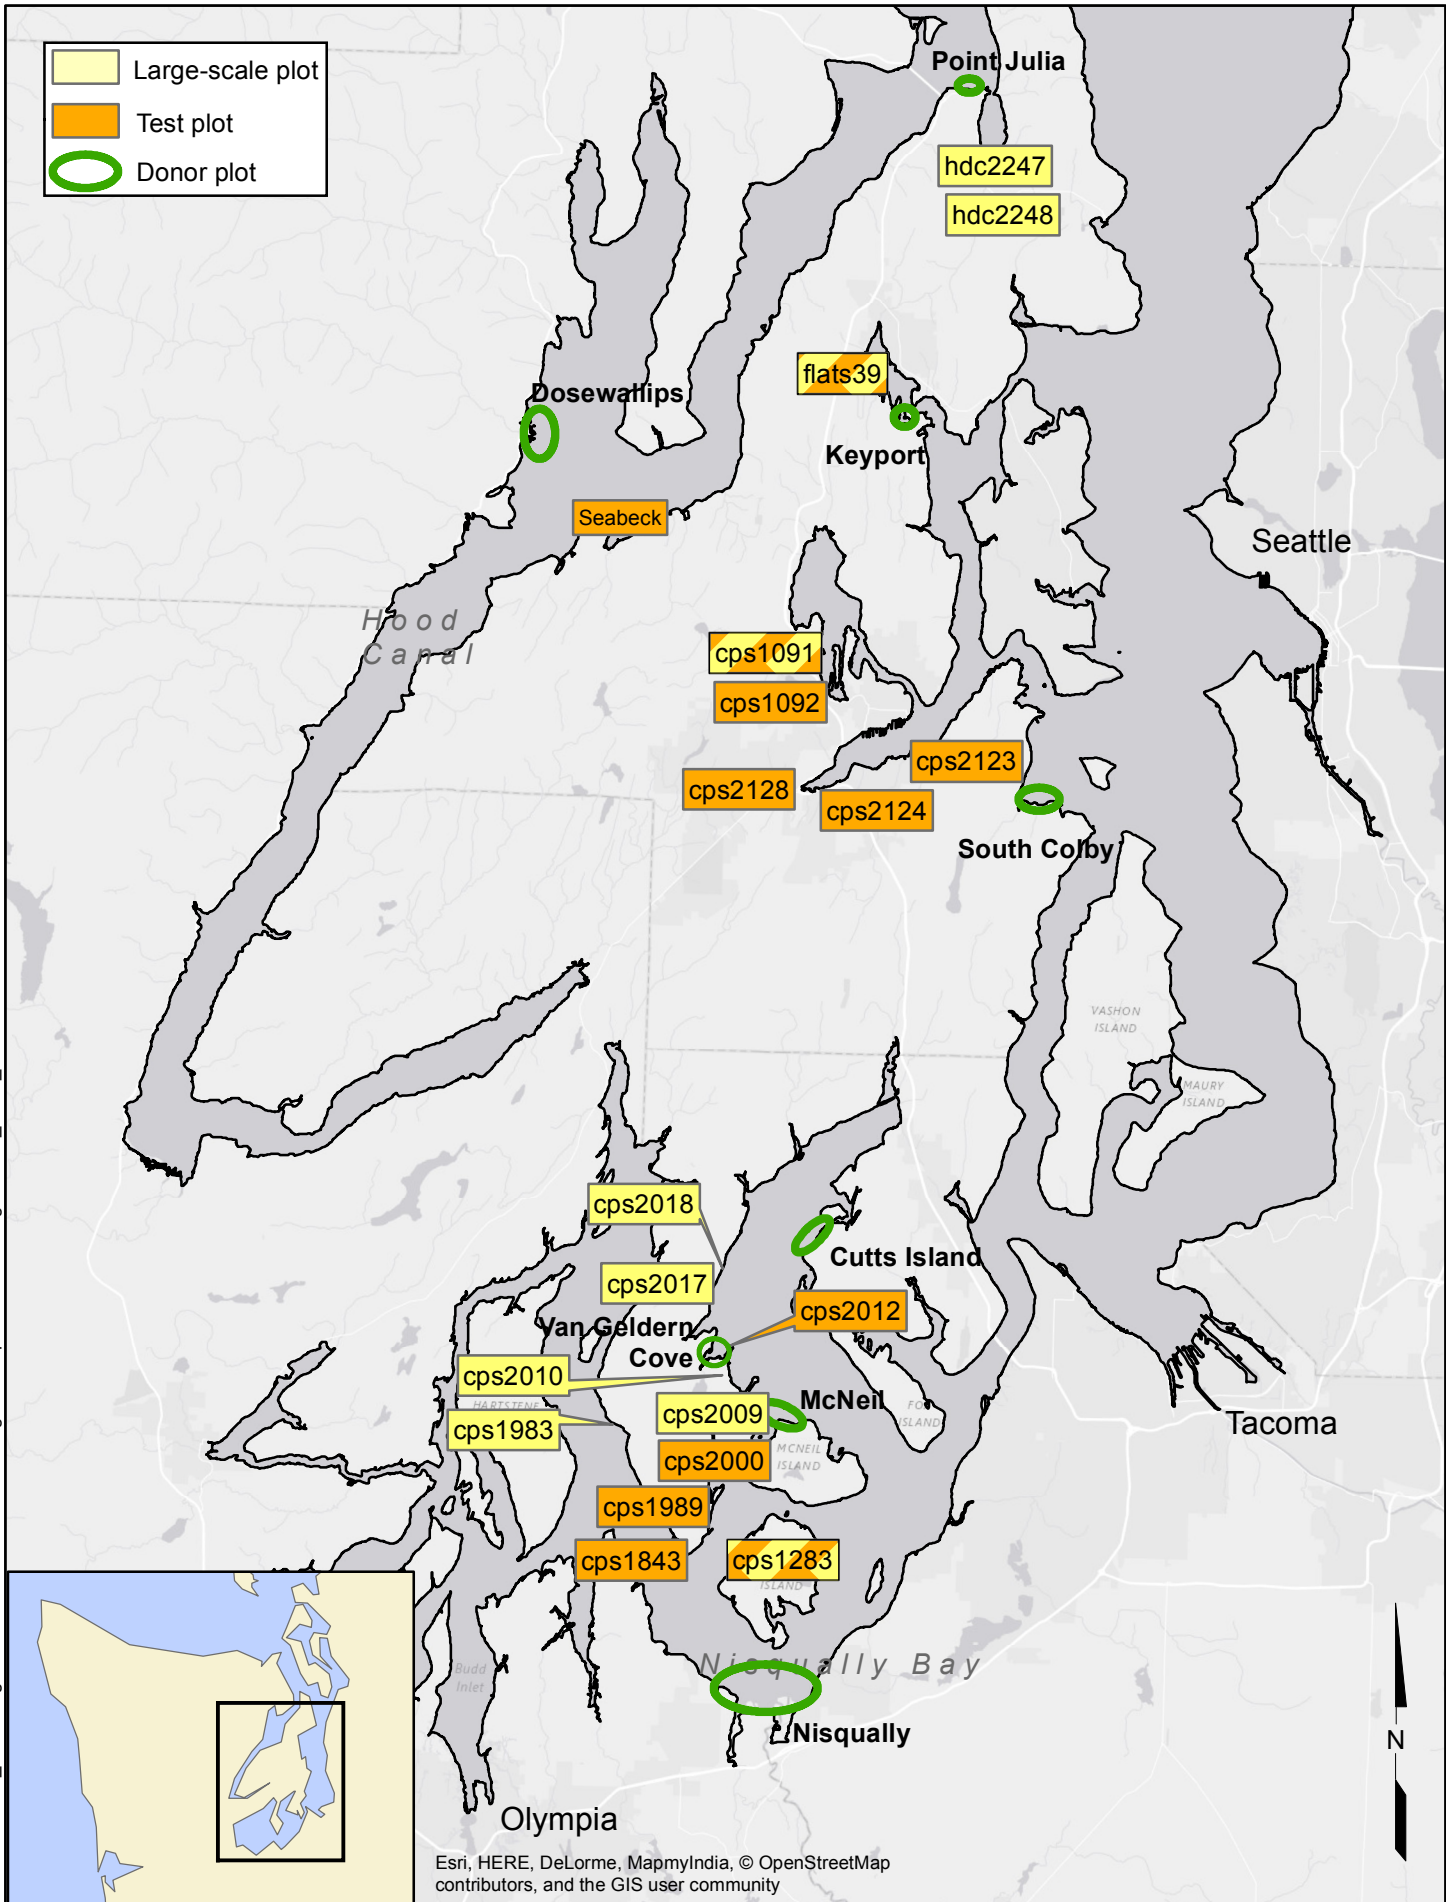 Large-scale plot
Test plot
Donor plot
Point Julia
hdc2247
hdc2248
flats39
Dosewallips
Keyport
Seabeck
Seattle
Hood
Canal
cps1091
cps1092
cps2123
cps2128
cps2124
South Colby
VASHON
ISLAND
MAURY
ISLAND
cps2018
Cutts Island
cps2017
cps2012
Van Geldern
Cove
cps2010
HARTSTENE
McNeil
cps2009
cps1983
ISLAND
Tacoma
MCNEIL
ISLAND
cps2000
cps1989
cps1843
cps1283
ISLAND
Nisqually Bay
Budd
Inlet
Nisqually
N
Olympia
Esri, HERE, DeLorme, MapmyIndia, © OpenStreetMap
contributors, and the GIS user community